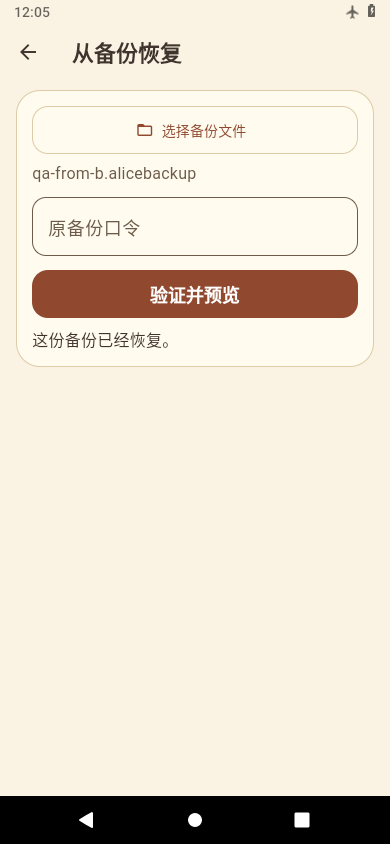 12:05
从备份恢复
选择备份文件
qa-from-b.alicebackup
原备份口令
验证并预览
这份备份已经恢复。